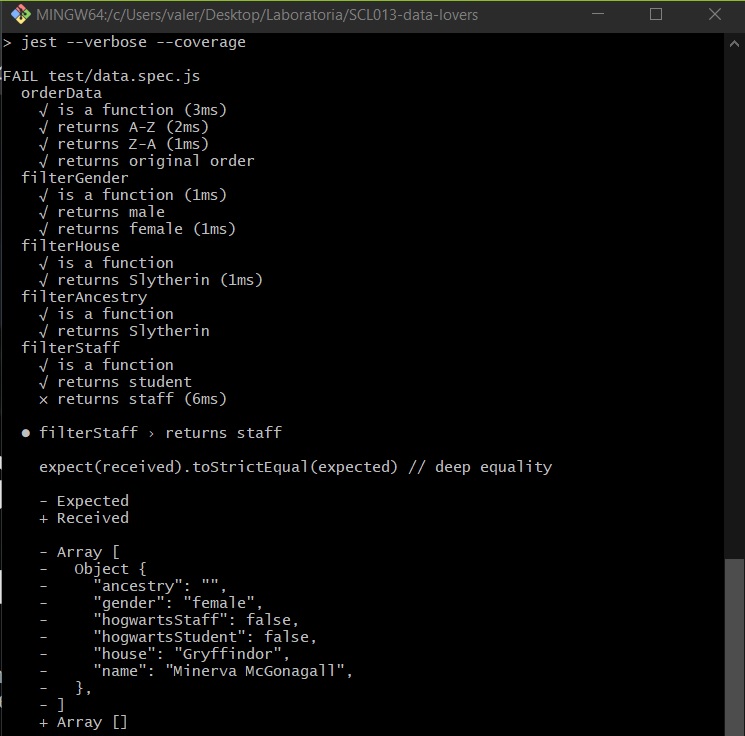 MINGW64:/c/Users/valer/Desktop/Laboratoria/SCL013-data-lovers
> jest --verbose --coverage
FAIL test/data.spec.js
orderData
√ is a function (3ms)
√ returns A-Z (2ms)
√ returns Z-A (1ms)
√ returns original order
filterGender
√ is a function (1ms)
√ returns male
√ returns female (1ms)
filterHouse
√ is a function
√ returns Slytherin (1ms)
filterAncestry
√ is a function
√ returns Slytherin
filterStaff
√ is a function
√ returns student
× returns staff (6ms)
● filterStaff › returns staff
expect(received).toStrictEqual(expected) // deep equality
- Expected
+ Received
- Array [
-   Object {
-     "ancestry": "",
-     "gender": "female",
-     "hogwartsStaff": false,
-     "hogwartsStudent": false,
-     "house": "Gryffindor",
-     "name": "Minerva McGonagall",
-   },
- ]
+ Array []